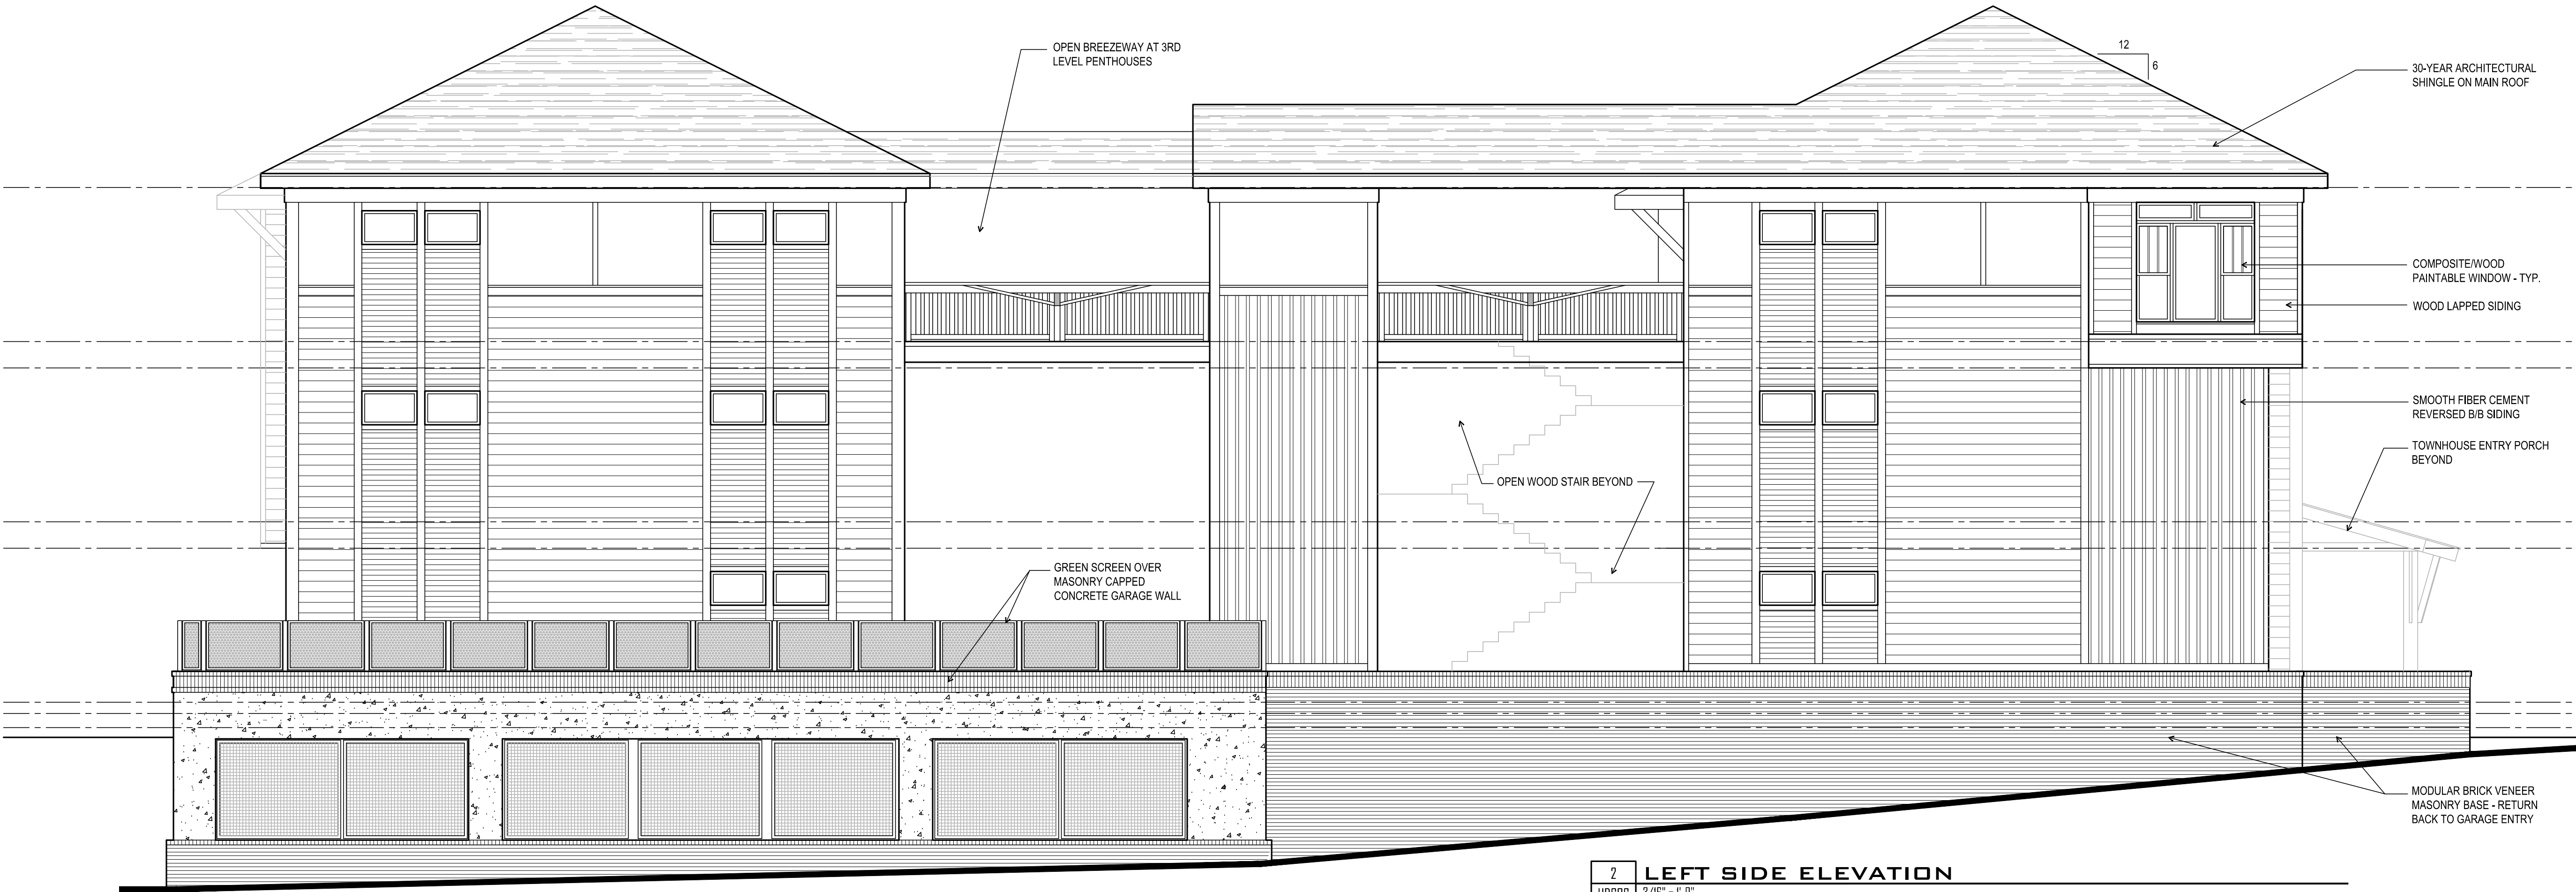 OPEN BREEZEWAY AT 3RD
LEVEL PENTHOUSES
12
6
30-YEAR ARCHITECTURAL
SHINGLE ON MAIN ROOF
COMPOSITE/WOOD
PAINTABLE WINDOW - TYP.
WOOD LAPPED SIDING
SMOOTH FIBER CEMENT
REVERSED B/B SIDING
TOWNHOUSE ENTRY PORCH
BEYOND
OPEN WOOD STAIR BEYOND
GREEN SCREEN OVER
MASONRY CAPPED
CONCRETE GARAGE WALL
MODULAR BRICK VENEER
MASONRY BASE - RETURN
BACK TO GARAGE ENTRY
2
LEFT SIDE ELEVATION